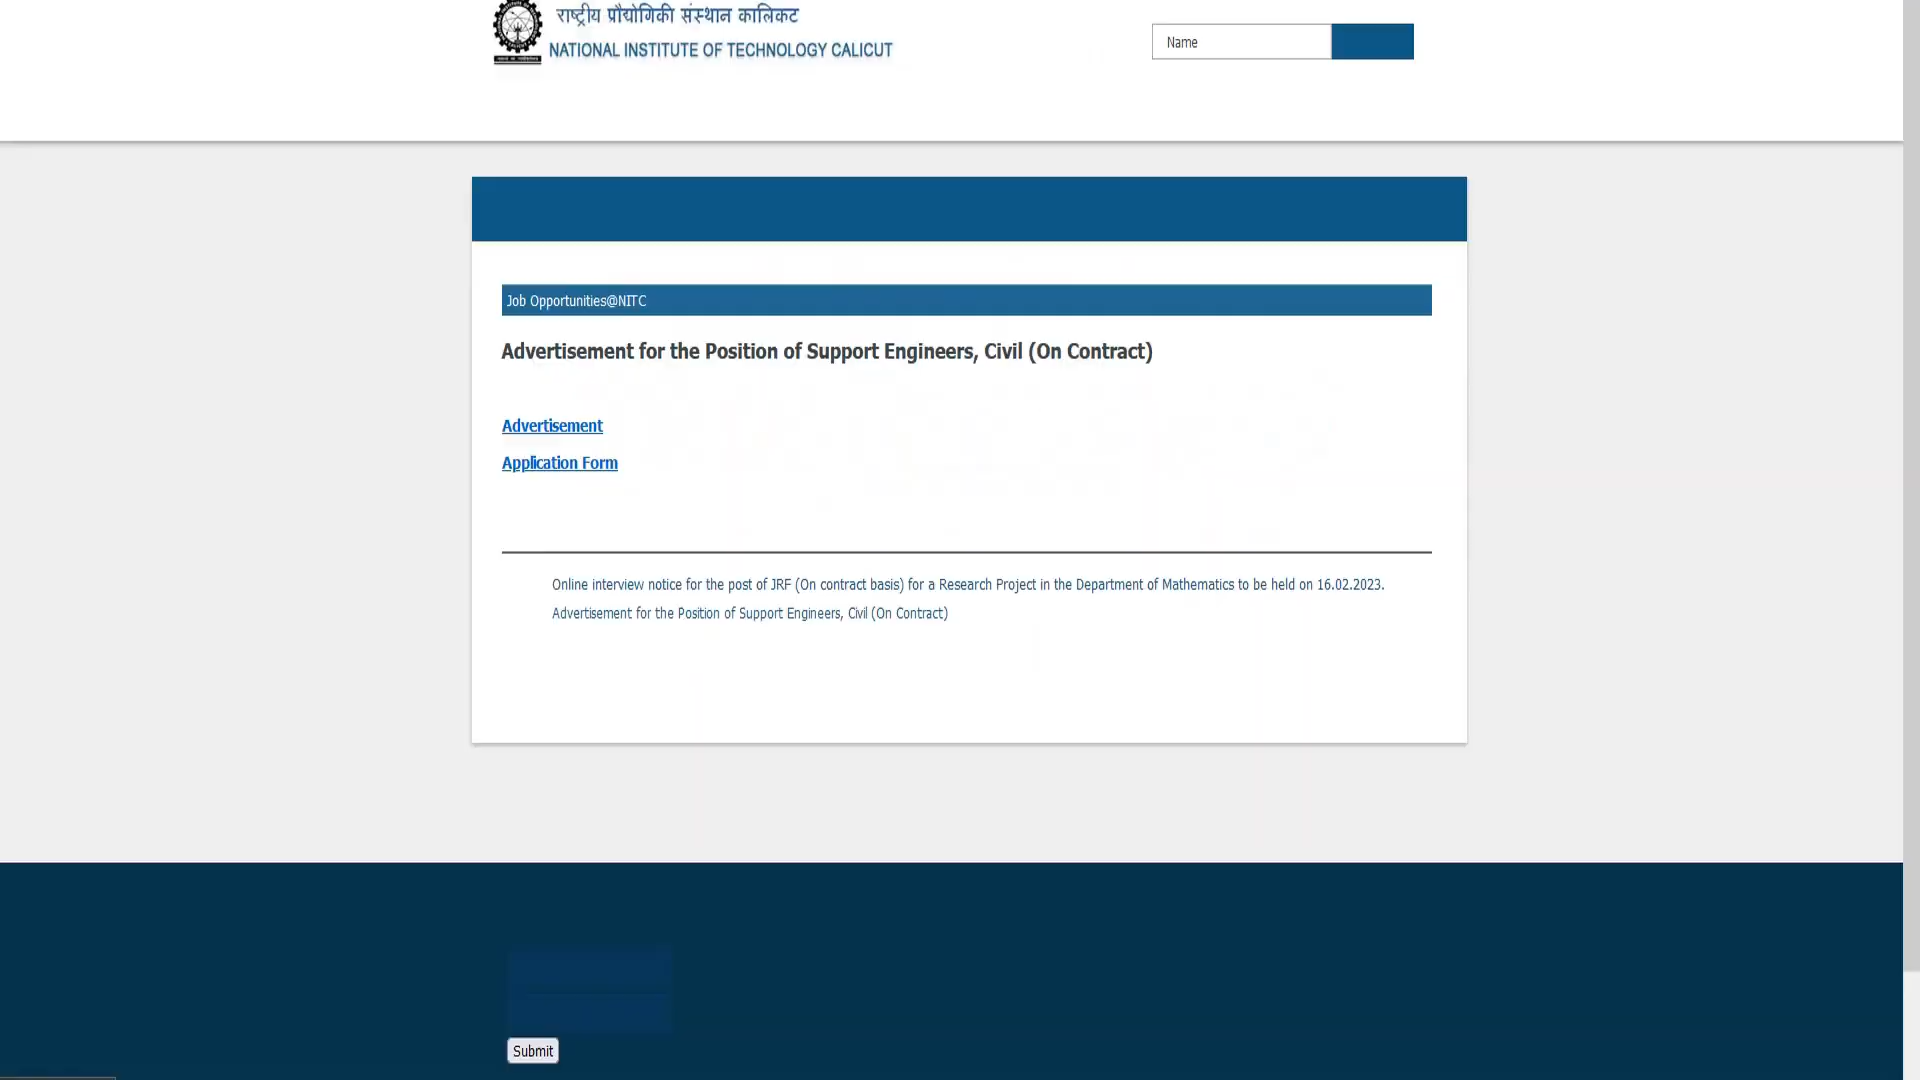 राष्ट्रीय प्रौद्योगिकी संस्थान कालिकट
NATIONAL INSTITUTE OF TECHNOLOGY CALICUT
Name
Job Opportunities@NITC
Advertisement for the Position of Support Engineers, Civil (On Contract)
Advertisement
Application Form
Online interview notice for the post of JRF (On contract basis) for a Research Project in the Department of Mathematics to be held on 16.02.2023.
Advertisement for the Position of Support Engineers, Civil (On Contract)
Submit